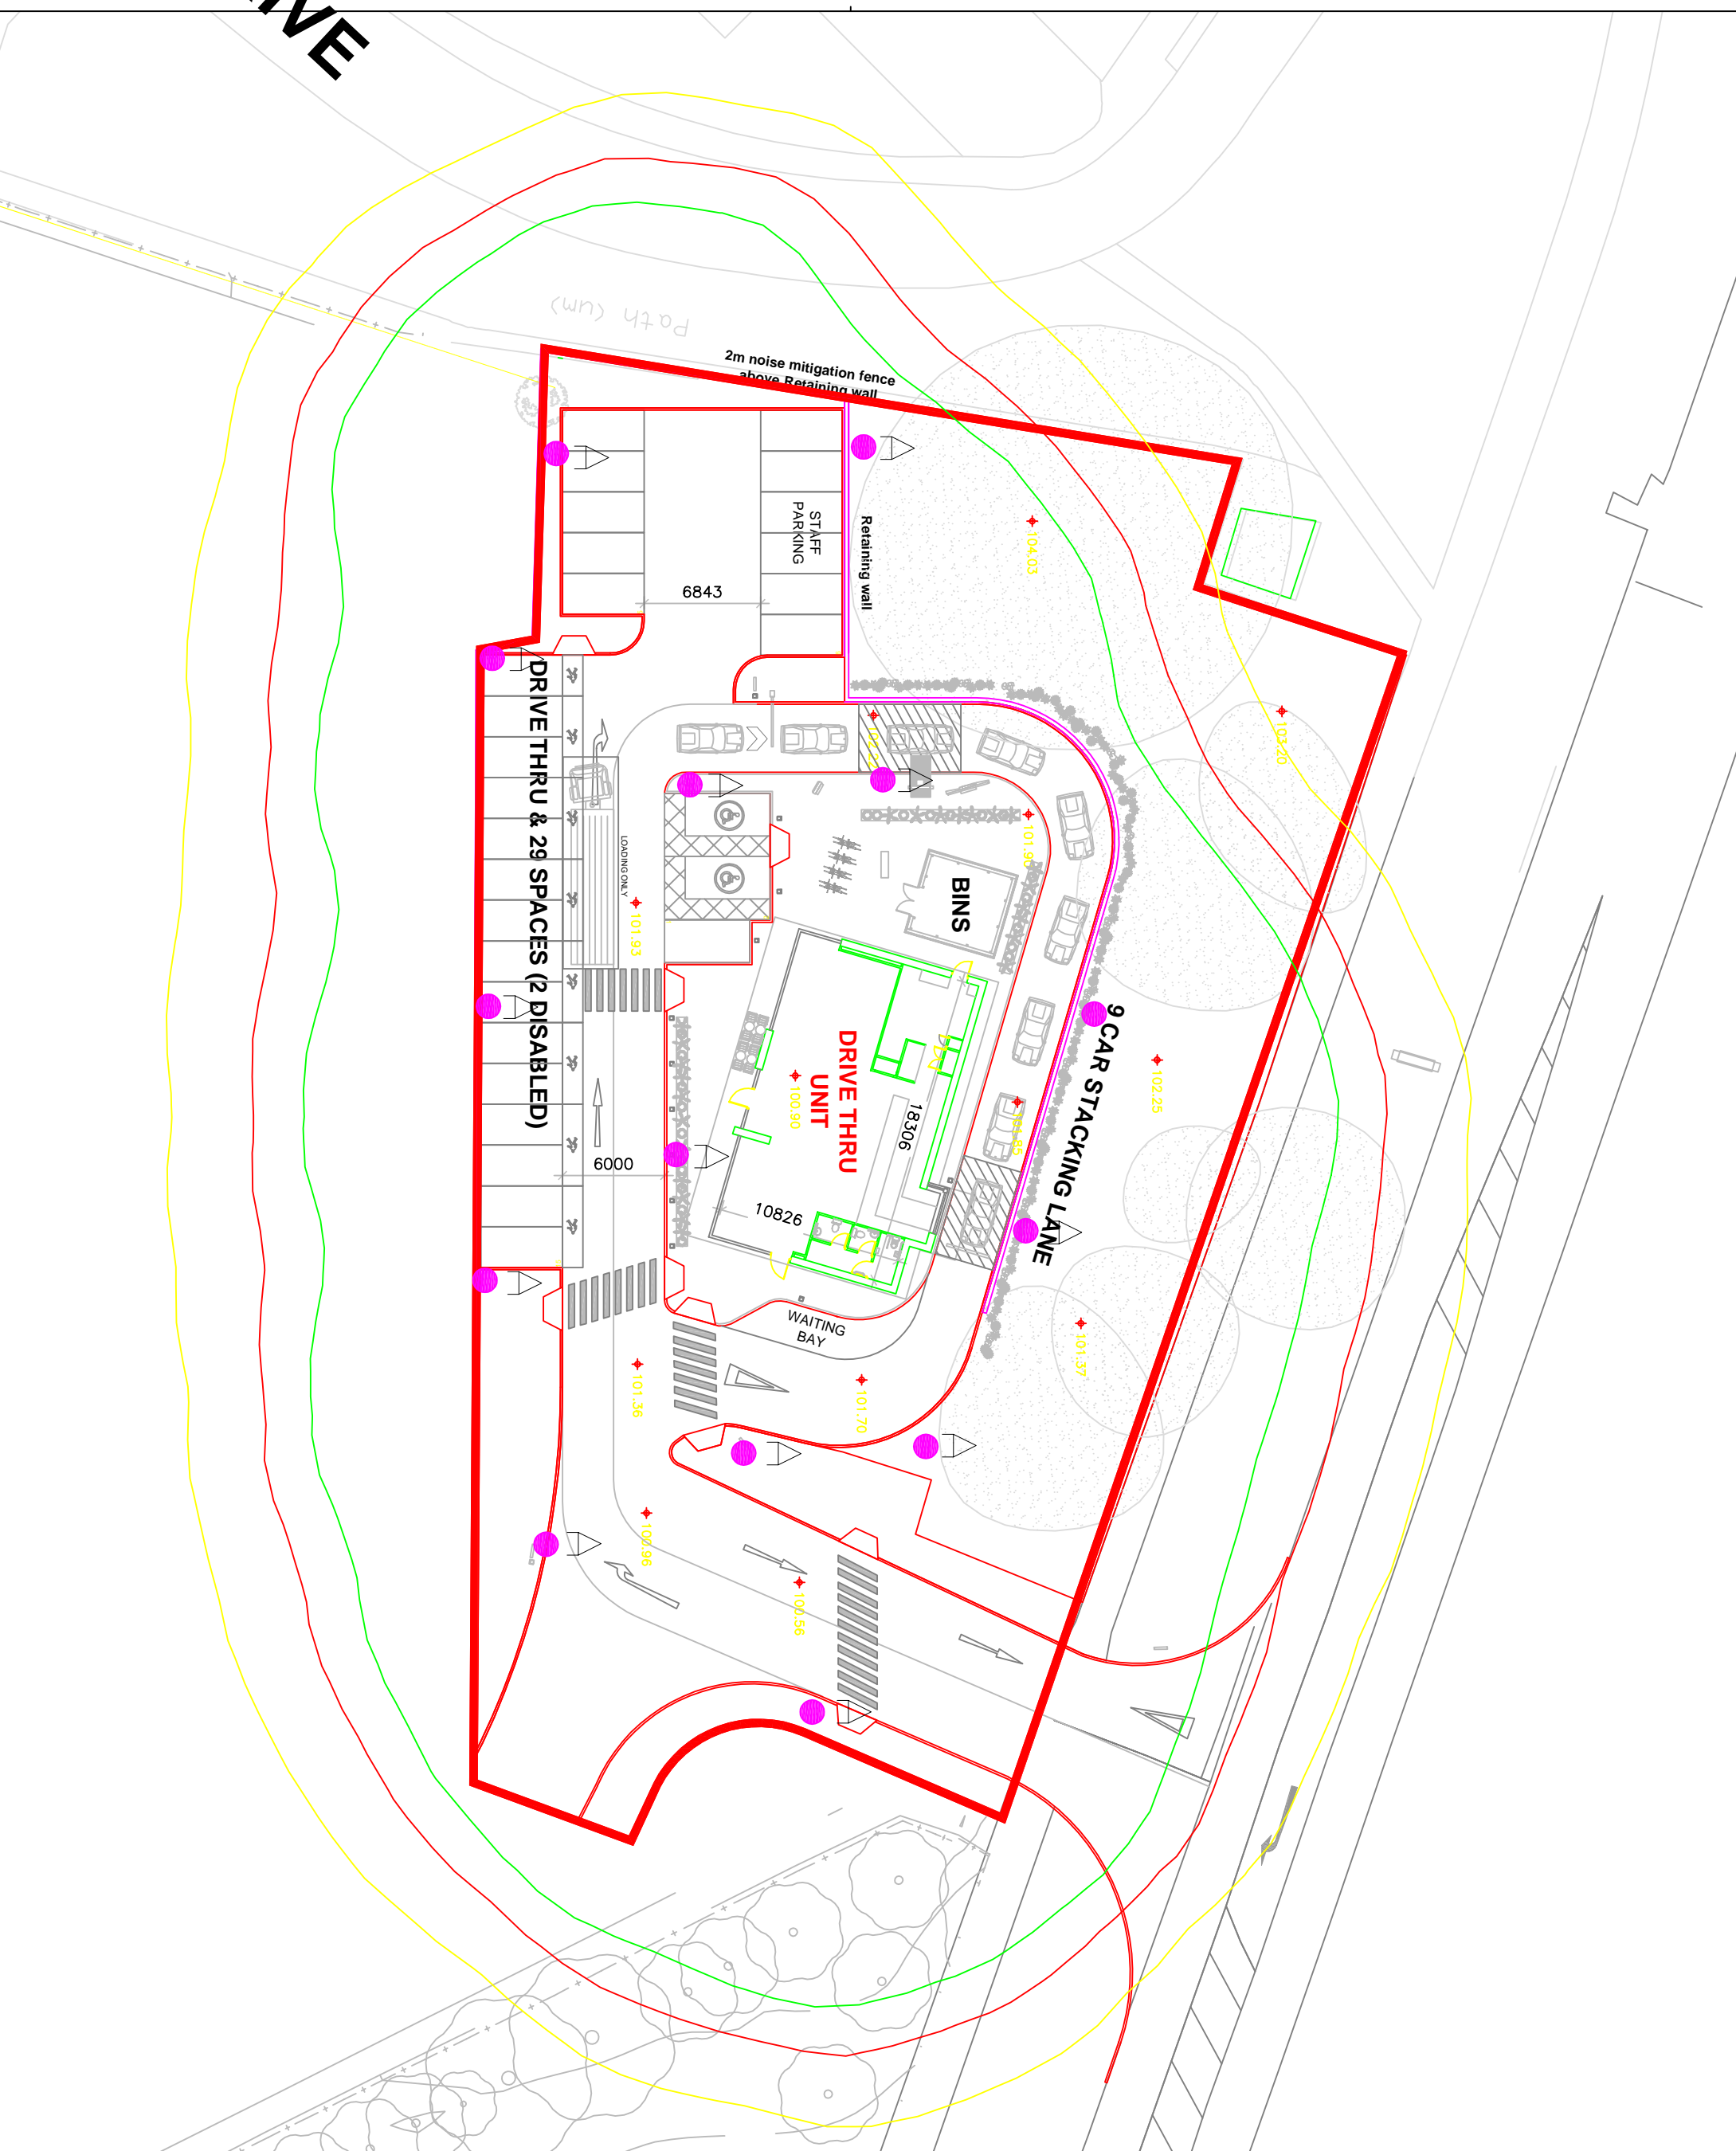 IVE
Path (um)
2m noise mitigation fence
above Retaining wall
STAFF
PARKING
Retaining wall
104.03
6843
103.20
DRIVE THRU & 29 SPACES (2 DISABLED)
LOADING ONLY
BINS
101.93
9 CAR STACKING LANE
DRIVE THRU
UNIT
100.90
102.25
18306
6000
10826
WAITING
BAY
101.37
101.36
101.70
100.96
100.56